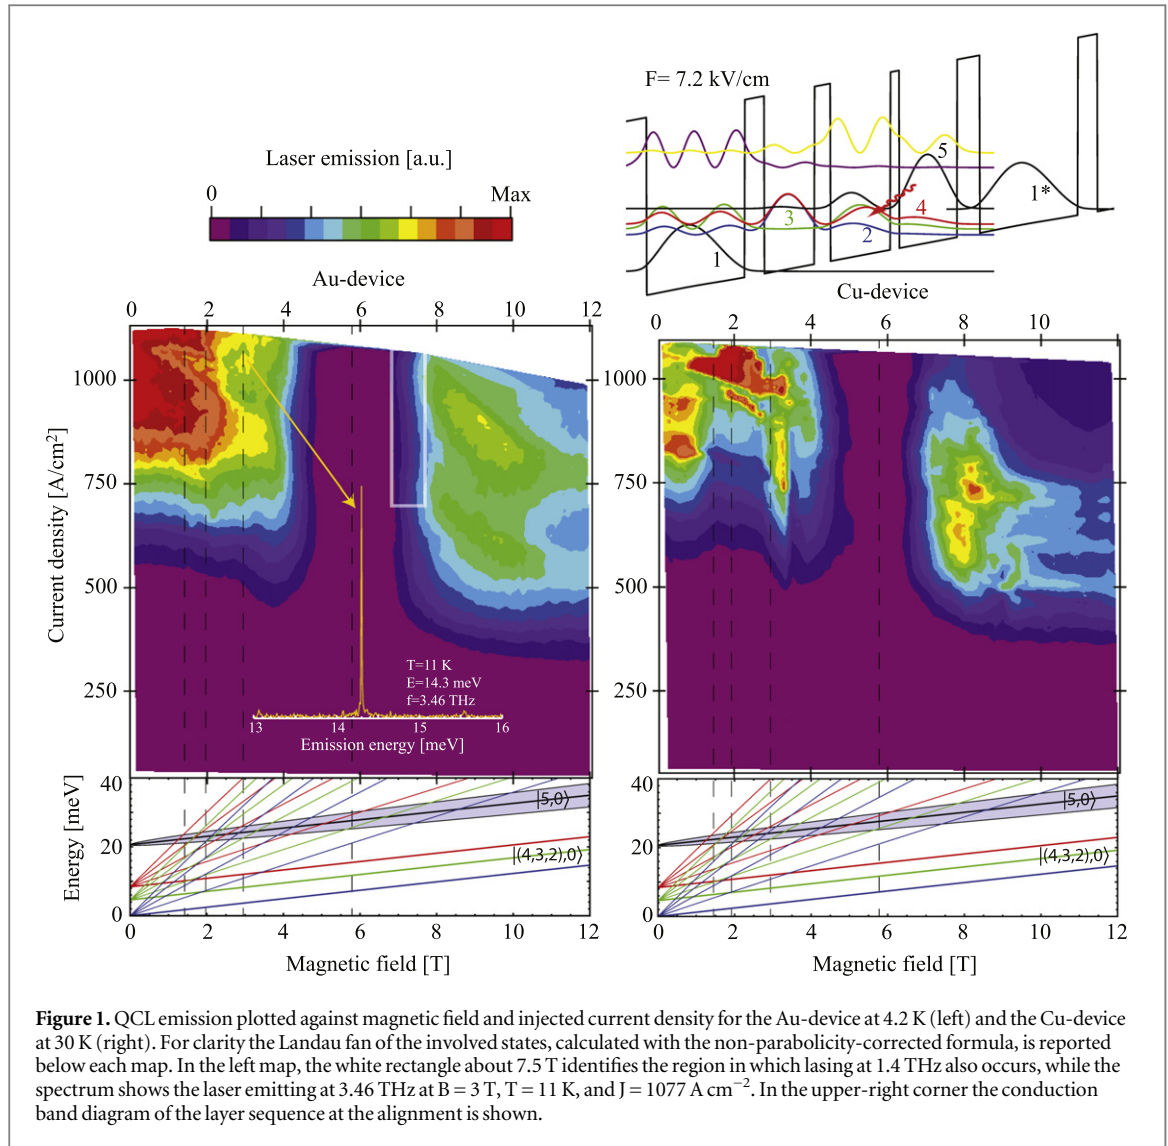 F= 7.2 kV/cm
Laser emission [a.u.]
0 Max
5
1*
4
3
2
1
Au-device
Cu-device
0 2 4 6 8 10 12
0 2 4 6 8 10
1000
750
500
250
Current density [A/cm²]
1000
750
500
250
T=11 K
E=14.3 meV
f=3.46 THz
13 14 15 16
Emission energy [meV]
40
20
0
Energy [meV]
|5,0⟩
|(4,3,2),0⟩
40
20
0
|5,0⟩
|(4,3,2),0⟩
0 2 4 6 8 10 12
0 2 4 6 8 10 12
Magnetic field [T]
Magnetic field [T]
Figure 1. QCL emission plotted against magnetic field and injected current density for the Au-device at 4.2 K (left) and the Cu-device
at 30 K (right). For clarity the Landau fan of the involved states, calculated with the non-parabolicity-corrected formula, is reported
below each map. In the left map, the white rectangle about 7.5 T identifies the region in which lasing at 1.4 THz also occurs, while the
spectrum shows the laser emitting at 3.46 THz at B = 3 T, T = 11 K, and J = 1077 A cm⁻². In the upper-right corner the conduction
band diagram of the layer sequence at the alignment is shown.